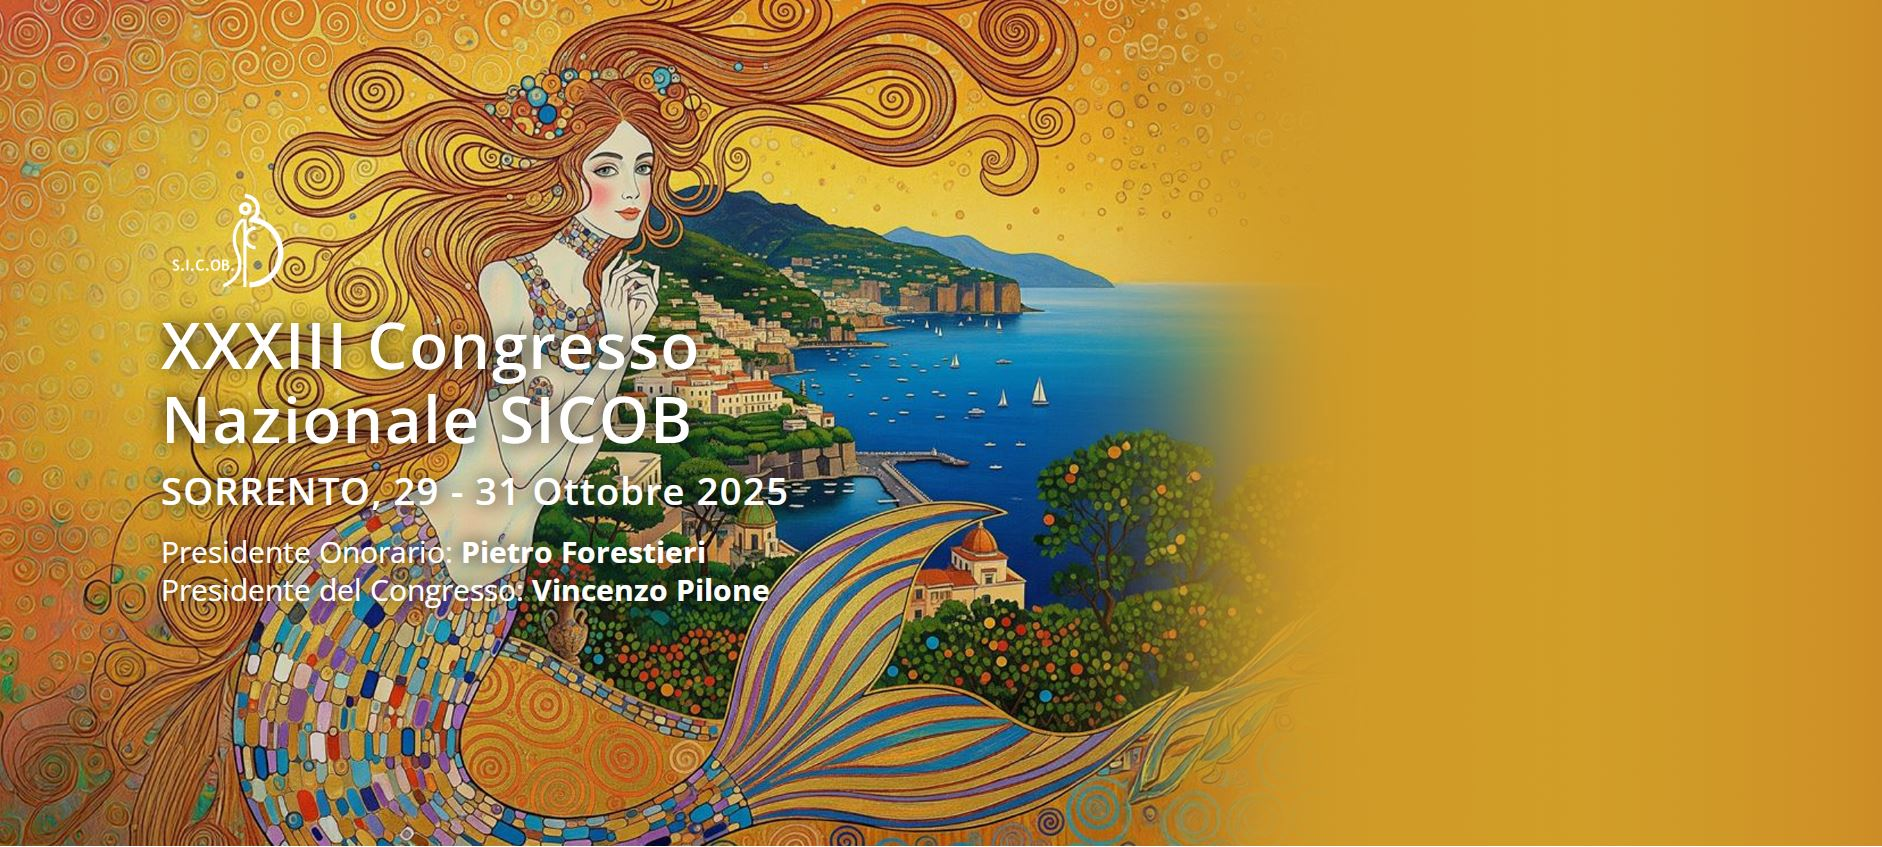 S.I.C.OB.
XXXIII Congresso
Nazionale SICOB
SORRENTO, 29 - 31 Ottobre 2025
Presidente Onorario: Pietro Forestieri
Presidente del Congresso: Vincenzo Pilone